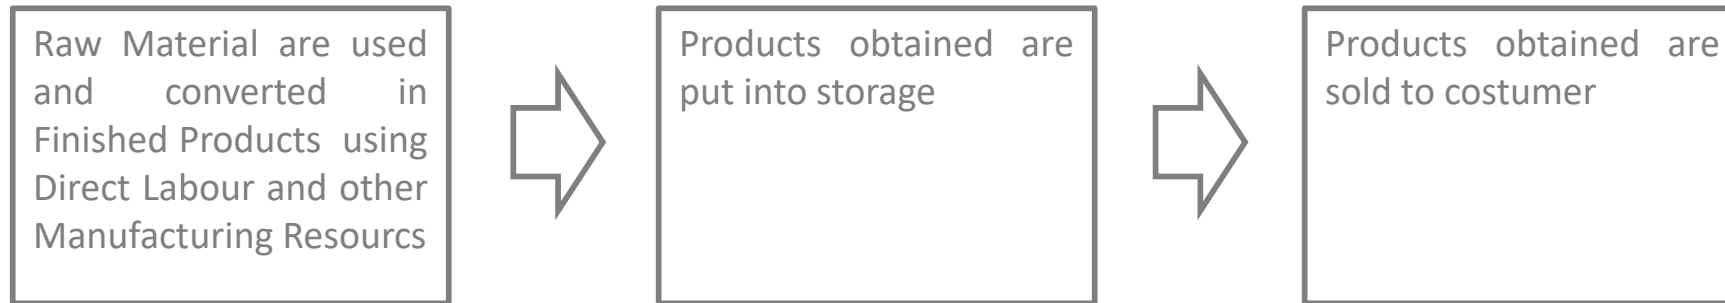 Raw Material are used
and converted in
Finished Products using
Direct Labour and other
Manufacturing Resourcs
Products obtained are
put into storage
Products obtained are
sold to costumer